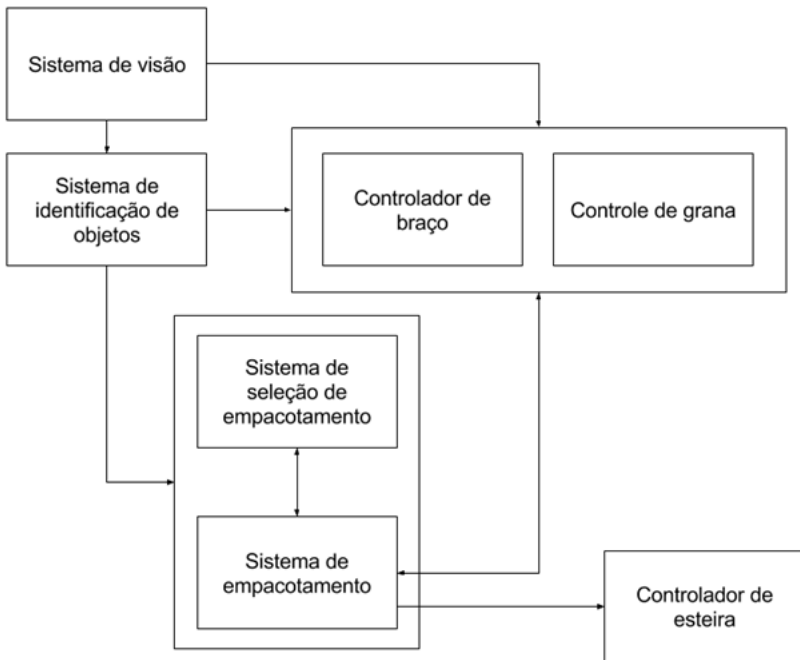 Sistema de visão
Sistema de
identificação de
objetos
Controlador de
braço
Controle de grana
Sistema de
seleção de
empacotamento
Sistema de
empacotamento
Controlador de
esteira